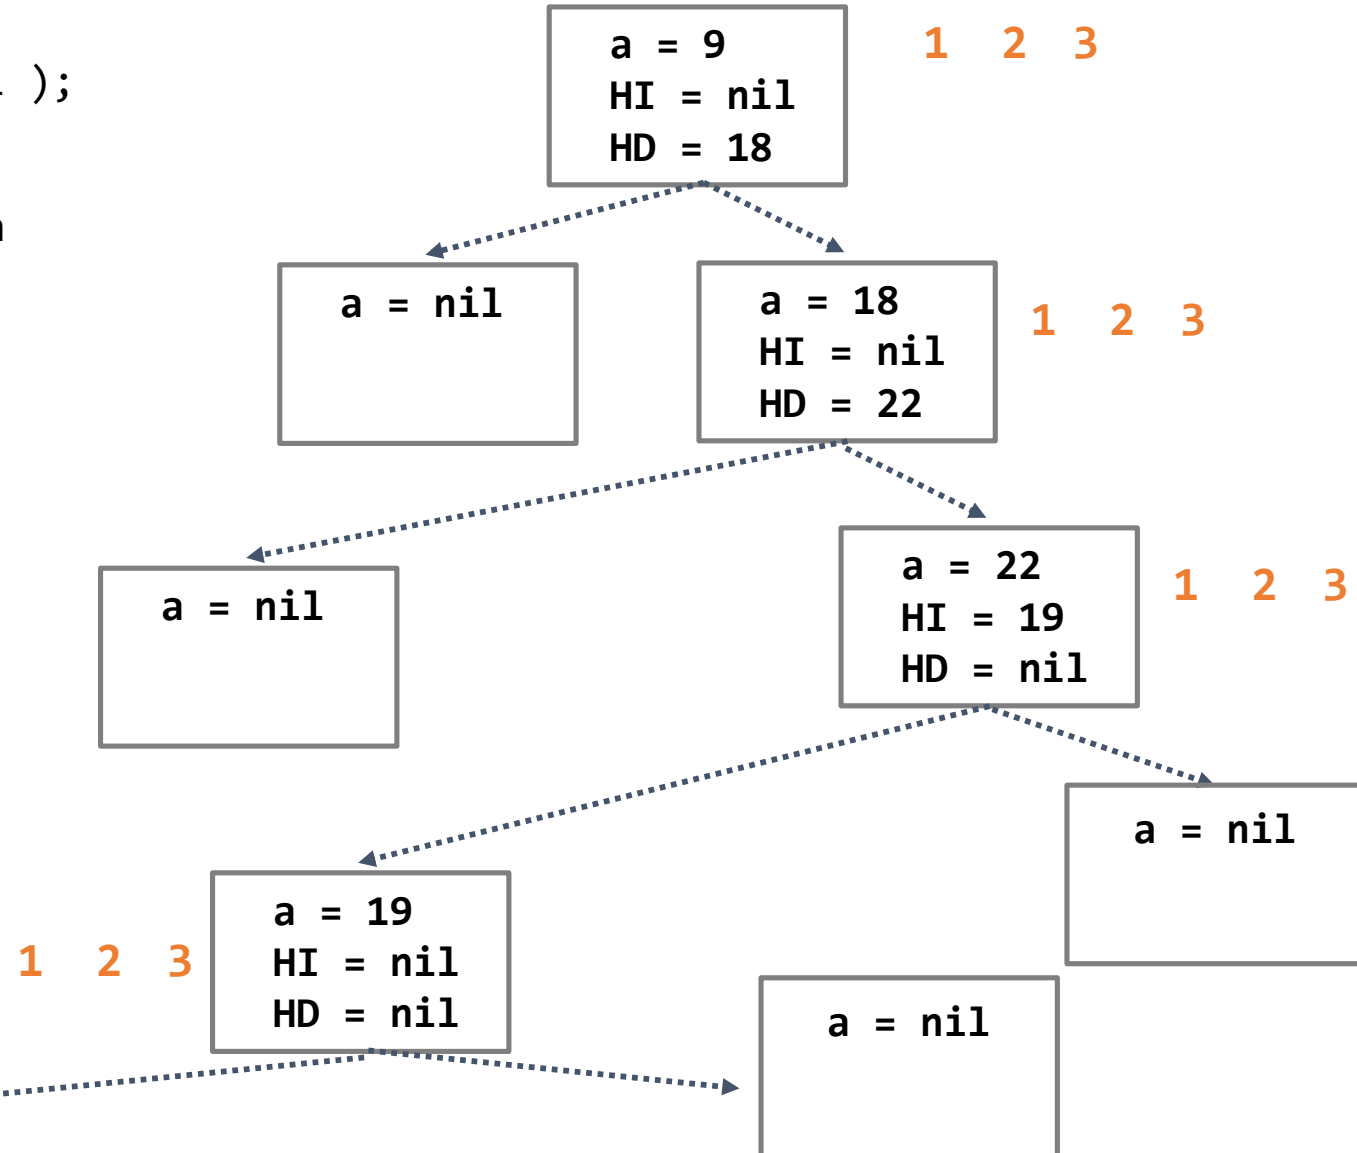 a = 9
HI = nil
HD = 18
1 2 3
);
a = nil
a = 18
HI = nil
HD = 22
1 2 3
a = nil
a = 22
HI = 19
HD = nil
1 2 3
a = nil
1 2 3
a = 19
HI = nil
HD = nil
a = nil